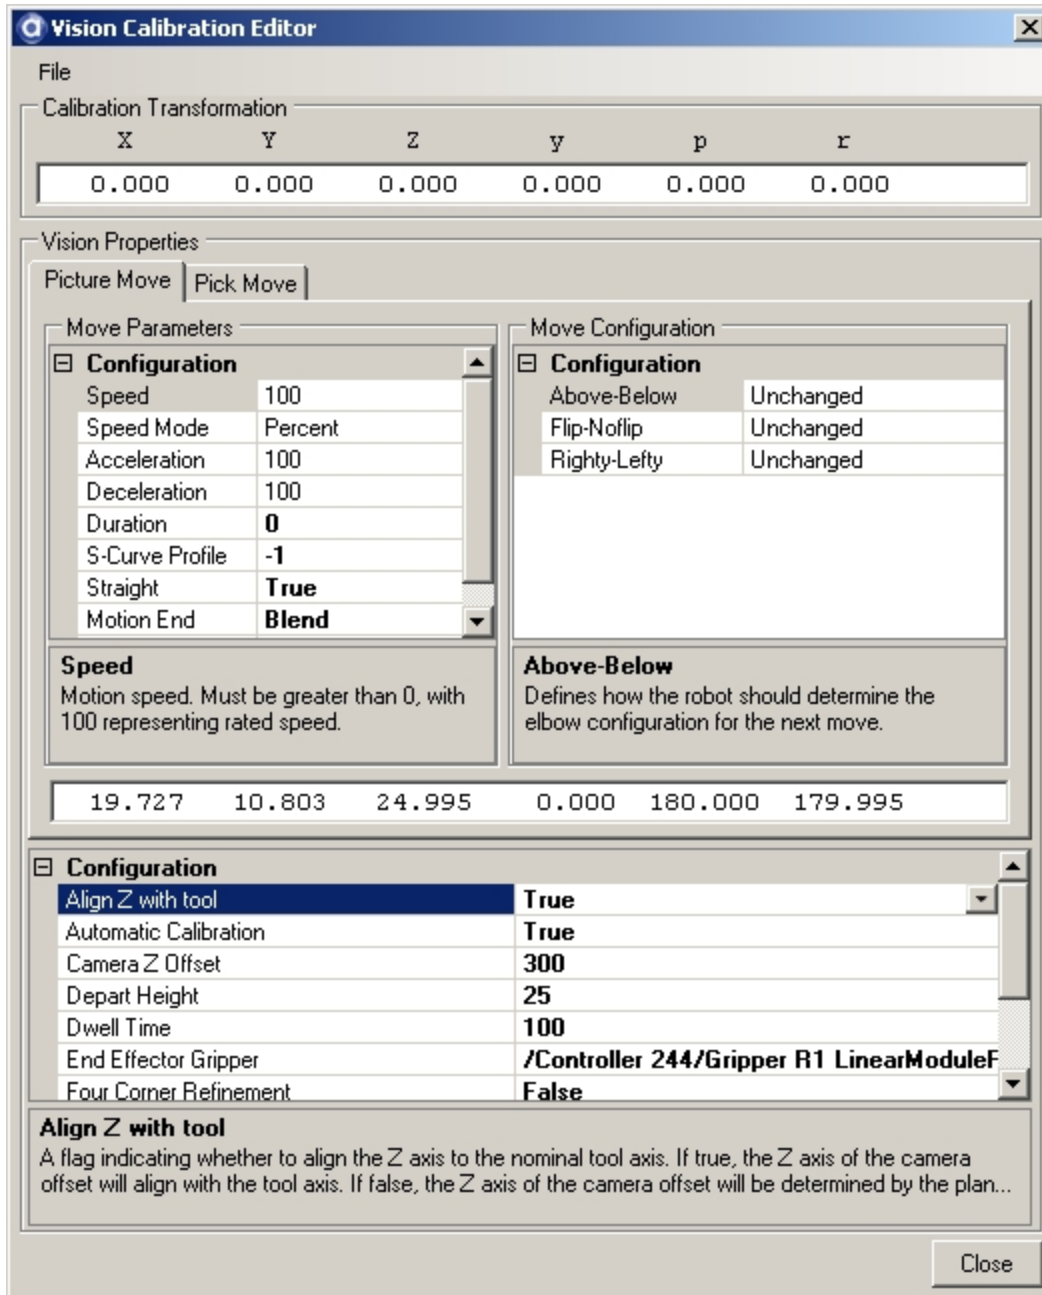 Vision Calibration Editor
File
Calibration Transformation
X Y Z y p r
0.000 0.000 0.000 0.000 0.000 0.000
Vision Properties
Picture Move Pick Move
Move Parameters
Configuration
Speed 100
Speed Mode Percent
Acceleration 100
Deceleration 100
Duration 0
S-Curve Profile -1
Straight True
Motion End Blend
Speed
Motion speed. Must be greater than 0, with
100 representing rated speed.
Move Configuration
Configuration
Above-Below Unchanged
Flip-Noflip Unchanged
Righty-Lefty Unchanged
Above-Below
Defines how the robot should determine the
elbow configuration for the next move.
19.727 10.803 24.995 0.000 180.000 179.995
Configuration
Align Z with tool True
Automatic Calibration True
Camera Z Offset 300
Depart Height 25
Dwell Time 100
End Effector Gripper /Controller 244/Gripper R1 LinearModuleF
Four Corner Refinement False
Align Z with tool
A flag indicating whether to align the Z axis to the nominal tool axis. If true, the Z axis of the camera
offset will align with the tool axis. If false, the Z axis of the camera offset will be determined by the plan...
Close